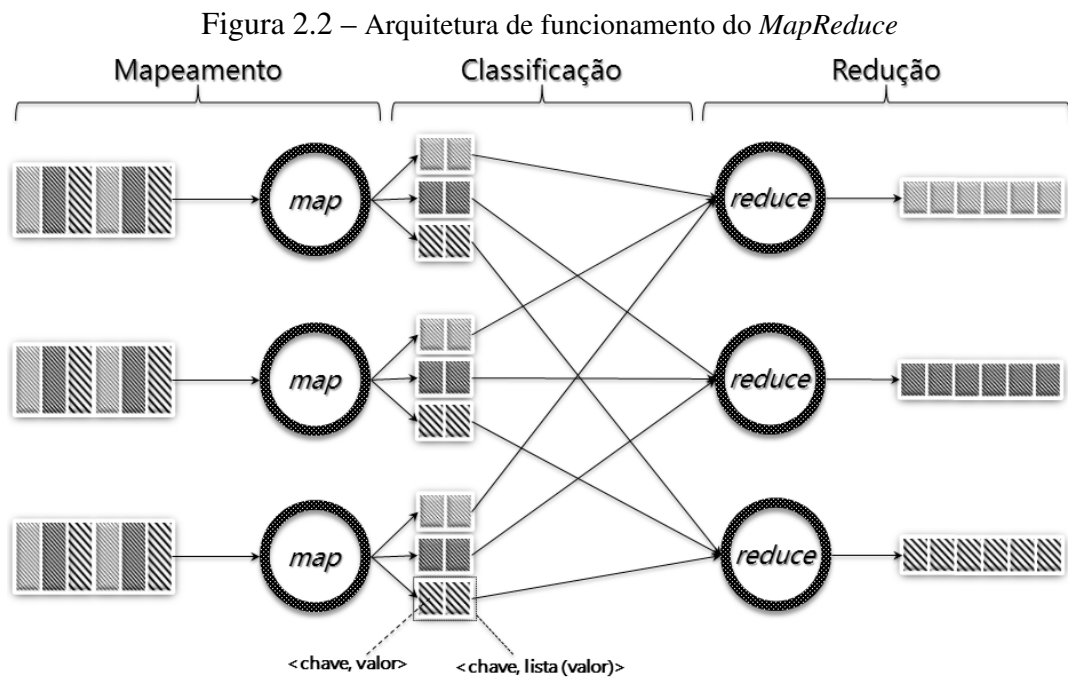 Figura 2.2 – Arquitetura de funcionamento do MapReduce
Mapeamento Classificação Redução
map reduce
map reduce
map reduce
<chave, valor> <chave, lista (valor)>